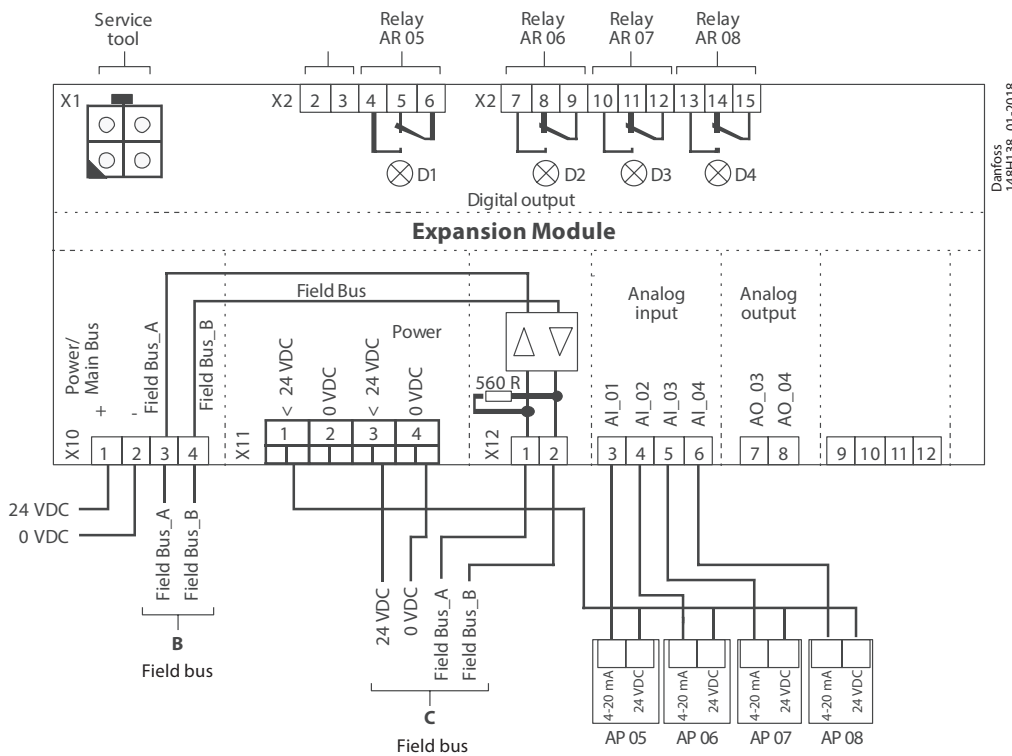 Service
tool
Relay
AR 05
Relay
AR 06
Relay
AR 07
Relay
AR 08
X1
X2 2 3 4 5 6
X2 7 8 9 10 11 12 13 14 15
D1
D2
D3
D4
Digital output
Danfoss
148H138_01-2018
Expansion Module
Field Bus
Power/
Main Bus
+
-
Field Bus_A
Field Bus_B
Power
< 24 VDC
0 VDC
< 24 VDC
0 VDC
560 R
Analog
input
AI_01
AI_02
AI_03
AI_04
Analog
output
AO_03
AO_04
X10 1 2 3 4
X11 1 2 3 4
X12 1 2
3 4 5 6
7 8
9 10 11 12
24 VDC
0 VDC
Field Bus_A
Field Bus_B
B
Field bus
24 VDC
0 VDC
Field Bus_A
Field Bus_B
C
Field bus
4-20 mA
24 VDC
AP 05
4-20 mA
24 VDC
AP 06
4-20 mA
24 VDC
AP 07
4-20 mA
24 VDC
AP 08